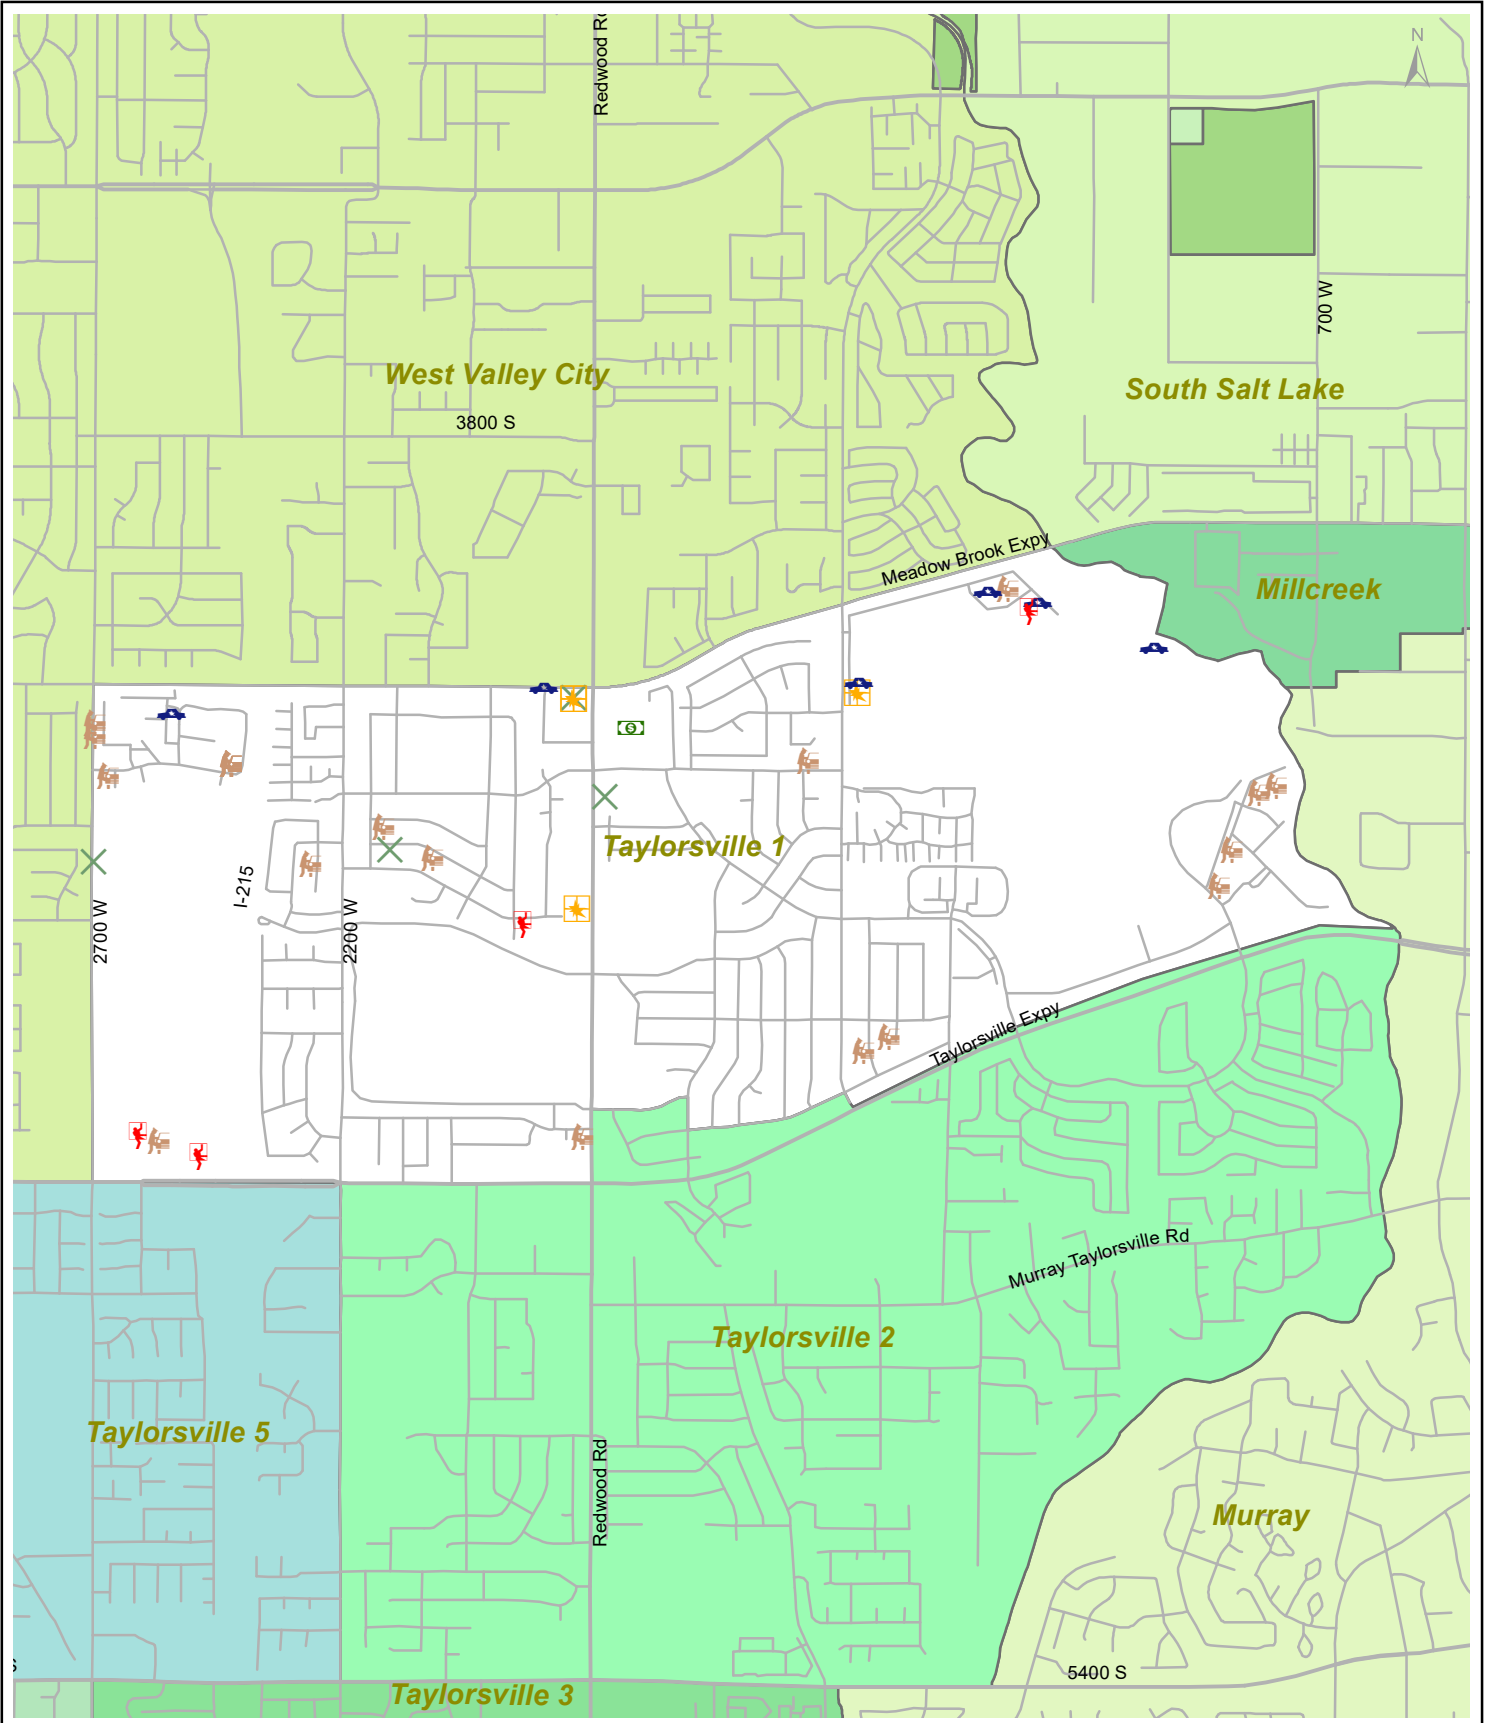 N
Redwood Rd
700 W
West Valley City
South Salt Lake
3800 S
Meadow Brook Expy
Millcreek
Taylorsville 1
I-215
2700 W
2200 W
Taylorsville Expy
Murray Taylorsville Rd
Taylorsville 2
Taylorsville 5
Redwood Rd
Murray
5400 S
Taylorsville 3